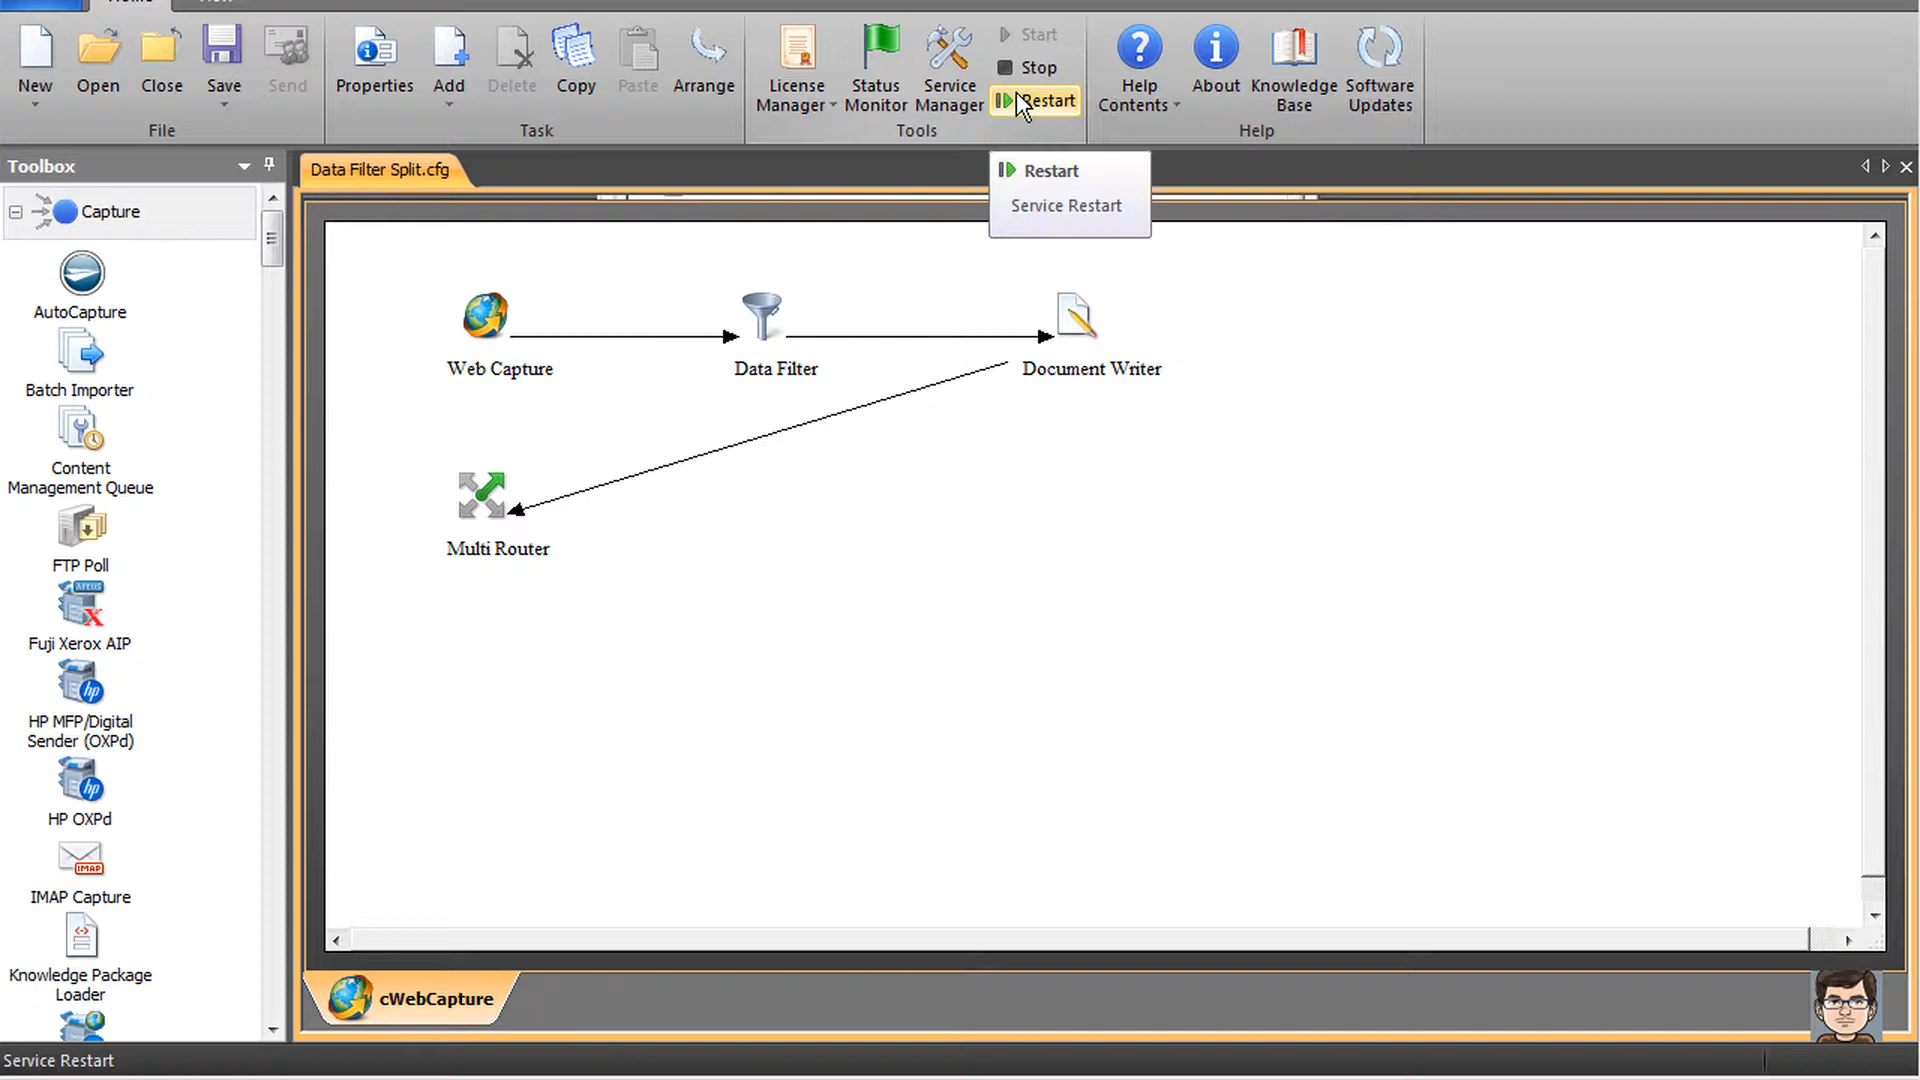 New
Open
Close
Save
Send
File
Properties
Add
Delete
Copy
Paste
Arrange
Task
License
Manager
Status
Monitor
Service
Manager
Start
Stop
Restart
Tools
Help
Contents
About
Knowledge
Base
Software
Updates
Help
Toolbox
Data Filter Split.cfg
Restart
Service Restart
Capture
AutoCapture
Batch Importer
Content
Management Queue
FTP Poll
Fuji Xerox AIP
HP MFP/Digital
Sender (OXPd)
HP OXPd
IMAP
IMAP Capture
Knowledge Package
Loader
Web Capture
Data Filter
Document Writer
Multi Router
cWebCapture
Service Restart